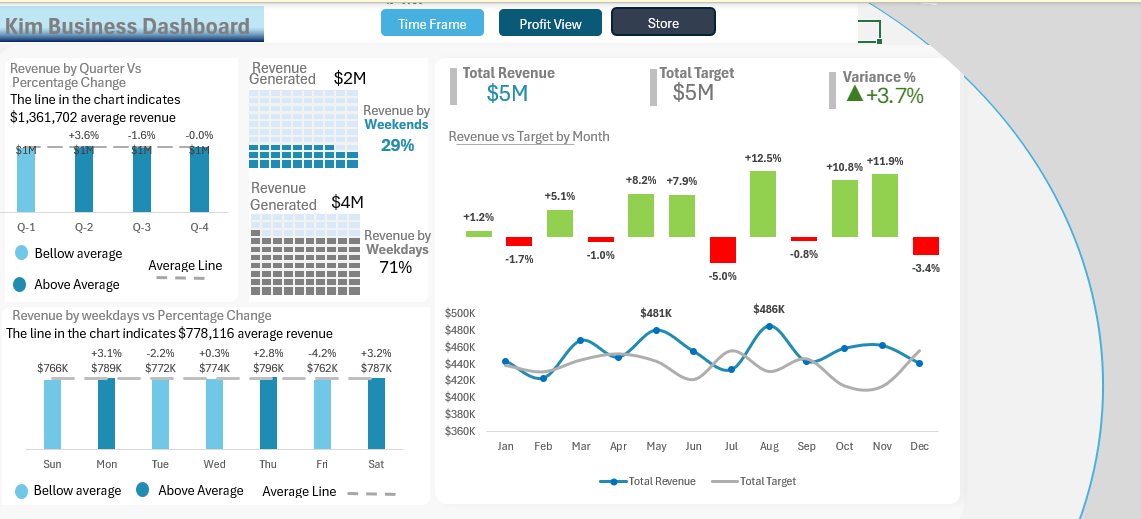 Kim Business Dashboard
Time Frame
Profit View
Store
Revenue by Quarter Vs
Percentage Change
The line in the chart indicates
$1,361,702 average revenue
+3.6% -1.6% -0.0%
$1M $1M $1M $1M
Q-1 Q-2 Q-3 Q-4
Bellow average
Average Line
Above Average
Revenue
Generated $2M
Revenue by
Weekends
29%
Revenue
Generated $4M
Revenue by
Weekdays
71%
Total Revenue
$5M
Total Target
$5M
Variance %
+3.7%
Revenue vs Target by Month
+1.2% -1.7% +5.1% -1.0% +8.2% +7.9% -5.0% +12.5% -0.8% +10.8% +11.9% -3.4%
$500K
$480K
$460K
$440K
$420K
$400K
$380K
$360K
$481K $486K
Jan Feb Mar Apr May Jun Jul Aug Sep Oct Nov Dec
Total Revenue Total Target
Revenue by weekdays vs Percentage Change
The line in the chart indicates $778,116 average revenue
+3.1% -2.2% +0.3% +2.8% -4.2% +3.2%
$766K $789K $772K $774K $796K $762K $787K
Sun Mon Tue Wed Thu Fri Sat
Bellow average Above Average Average Line